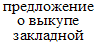 предложение
о выкупе
закладной